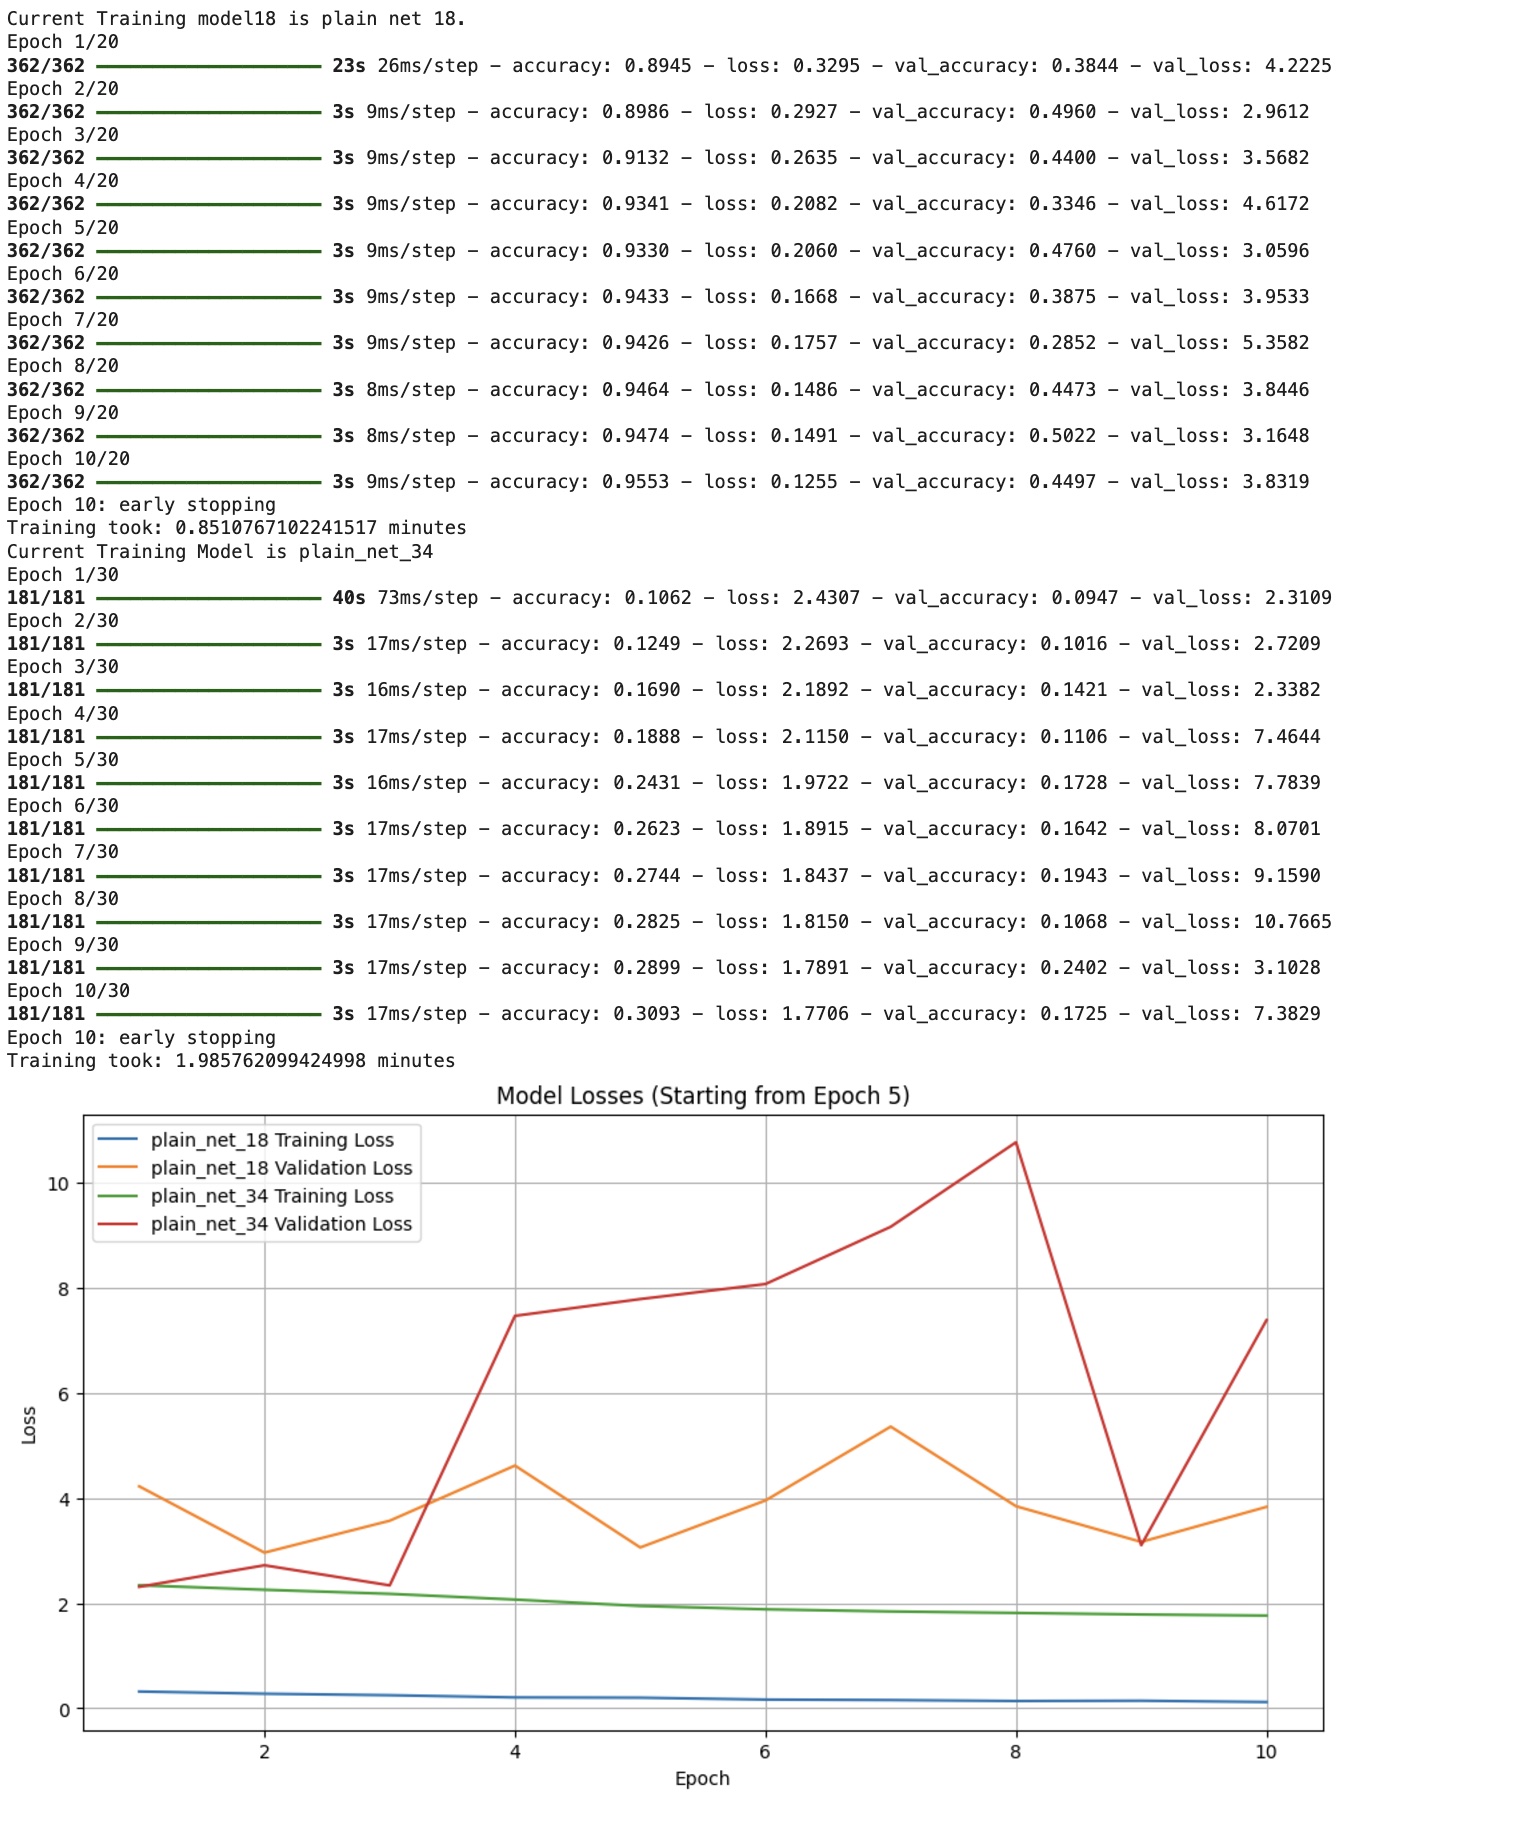 Current Training model18 is plain net 18.
Epoch 1/20
362/362 ━━━━━━━━━━━━━━━━━━━━ 23s 26ms/step – accuracy: 0.8945 – loss: 0.3295 – val_accuracy: 0.3844 – val_loss: 4.2225
Epoch 2/20
362/362 ━━━━━━━━━━━━━━━━━━━━ 3s 9ms/step – accuracy: 0.8986 – loss: 0.2927 – val_accuracy: 0.4960 – val_loss: 2.9612
Epoch 3/20
362/362 ━━━━━━━━━━━━━━━━━━━━ 3s 9ms/step – accuracy: 0.9132 – loss: 0.2635 – val_accuracy: 0.4400 – val_loss: 3.5682
Epoch 4/20
362/362 ━━━━━━━━━━━━━━━━━━━━ 3s 9ms/step – accuracy: 0.9341 – loss: 0.2082 – val_accuracy: 0.3346 – val_loss: 4.6172
Epoch 5/20
362/362 ━━━━━━━━━━━━━━━━━━━━ 3s 9ms/step – accuracy: 0.9330 – loss: 0.2060 – val_accuracy: 0.4760 – val_loss: 3.0596
Epoch 6/20
362/362 ━━━━━━━━━━━━━━━━━━━━ 3s 9ms/step – accuracy: 0.9433 – loss: 0.1668 – val_accuracy: 0.3875 – val_loss: 3.9533
Epoch 7/20
362/362 ━━━━━━━━━━━━━━━━━━━━ 3s 9ms/step – accuracy: 0.9426 – loss: 0.1757 – val_accuracy: 0.2852 – val_loss: 5.3582
Epoch 8/20
362/362 ━━━━━━━━━━━━━━━━━━━━ 3s 8ms/step – accuracy: 0.9464 – loss: 0.1486 – val_accuracy: 0.4473 – val_loss: 3.8446
Epoch 9/20
362/362 ━━━━━━━━━━━━━━━━━━━━ 3s 8ms/step – accuracy: 0.9474 – loss: 0.1491 – val_accuracy: 0.5022 – val_loss: 3.1648
Epoch 10/20
362/362 ━━━━━━━━━━━━━━━━━━━━ 3s 9ms/step – accuracy: 0.9553 – loss: 0.1255 – val_accuracy: 0.4497 – val_loss: 3.8319
Epoch 10: early stopping
Training took: 0.8510767102241517 minutes
Current Training Model is plain_net_34
Epoch 1/30
181/181 ━━━━━━━━━━━━━━━━━━━━ 40s 73ms/step – accuracy: 0.1062 – loss: 2.4307 – val_accuracy: 0.0947 – val_loss: 2.3109
Epoch 2/30
181/181 ━━━━━━━━━━━━━━━━━━━━ 3s 17ms/step – accuracy: 0.1249 – loss: 2.2693 – val_accuracy: 0.1016 – val_loss: 2.7209
Epoch 3/30
181/181 ━━━━━━━━━━━━━━━━━━━━ 3s 16ms/step – accuracy: 0.1690 – loss: 2.1892 – val_accuracy: 0.1421 – val_loss: 2.3382
Epoch 4/30
181/181 ━━━━━━━━━━━━━━━━━━━━ 3s 17ms/step – accuracy: 0.1888 – loss: 2.1150 – val_accuracy: 0.1106 – val_loss: 7.4644
Epoch 5/30
181/181 ━━━━━━━━━━━━━━━━━━━━ 3s 16ms/step – accuracy: 0.2431 – loss: 1.9722 – val_accuracy: 0.1728 – val_loss: 7.7839
Epoch 6/30
181/181 ━━━━━━━━━━━━━━━━━━━━ 3s 17ms/step – accuracy: 0.2623 – loss: 1.8915 – val_accuracy: 0.1642 – val_loss: 8.0701
Epoch 7/30
181/181 ━━━━━━━━━━━━━━━━━━━━ 3s 17ms/step – accuracy: 0.2744 – loss: 1.8437 – val_accuracy: 0.1943 – val_loss: 9.1590
Epoch 8/30
181/181 ━━━━━━━━━━━━━━━━━━━━ 3s 17ms/step – accuracy: 0.2825 – loss: 1.8150 – val_accuracy: 0.1068 – val_loss: 10.7665
Epoch 9/30
181/181 ━━━━━━━━━━━━━━━━━━━━ 3s 17ms/step – accuracy: 0.2899 – loss: 1.7891 – val_accuracy: 0.2402 – val_loss: 3.1028
Epoch 10/30
181/181 ━━━━━━━━━━━━━━━━━━━━ 3s 17ms/step – accuracy: 0.3093 – loss: 1.7706 – val_accuracy: 0.1725 – val_loss: 7.3829
Epoch 10: early stopping
Training took: 1.985762099424998 minutes
Model Losses (Starting from Epoch 5)
plain_net_18 Training Loss
plain_net_18 Validation Loss
plain_net_34 Training Loss
plain_net_34 Validation Loss
10
8
6
4
2
0
Loss
2 4 6 8 10
Epoch